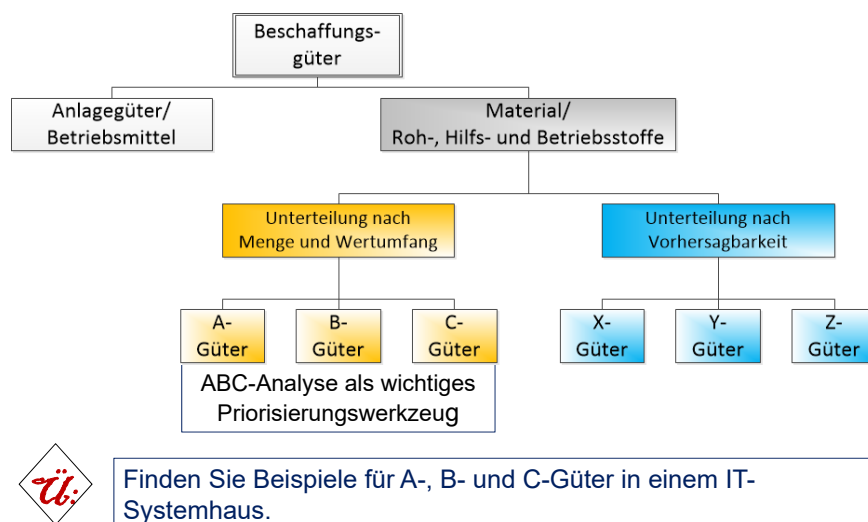 Beschaffungs-
güter
Anlagegüter/
Betriebsmittel
Material/
Roh-, Hilfs- und Betriebsstoffe
Unterteilung nach
Menge und Wertumfang
Unterteilung nach
Vorhersagbarkeit
A-
Güter
B-
Güter
C-
Güter
X-
Güter
Y-
Güter
Z-
Güter
ABC-Analyse als wichtiges
Priorisierungswerkzeug
Ü:
Finden Sie Beispiele für A-, B- und C-Güter in einem IT-
Systemhaus.